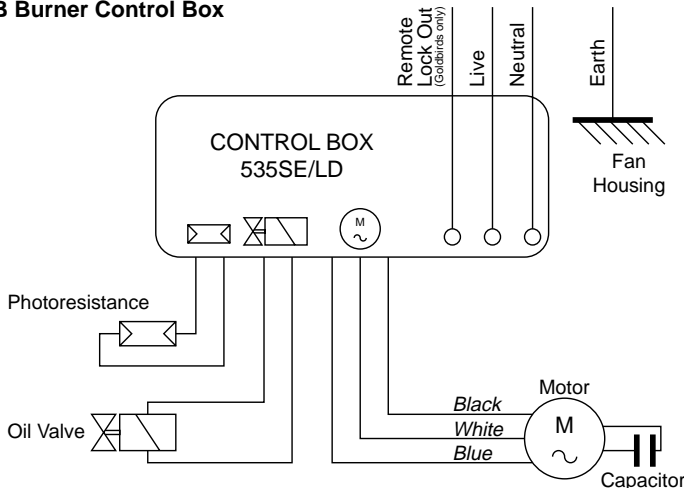 B Burner Control Box
Remote
Lock Out
(Goldbirds only)
Live
Neutral
Earth
Fan
Housing
CONTROL BOX
535SE/LD
M
Photoresistance
Oil Valve
Black
White
Blue
Motor
M
Capacitor